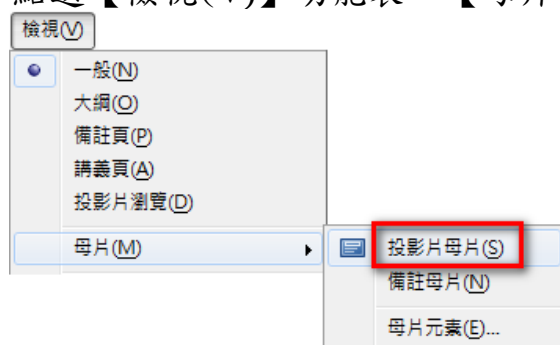 檢視(V)
一般(N)
大綱(O)
備註頁(P)
講義頁(A)
投影片瀏覽(D)
母片(M)
投影片母片(S)
備註母片(N)
母片元素(E)...